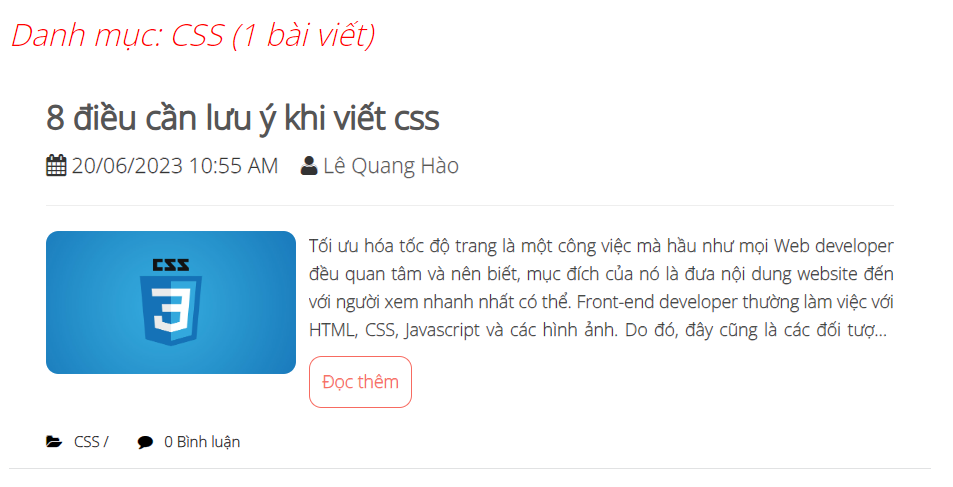 Danh mục: CSS (1 bài viết)
8 điều cần lưu ý khi viết css
20/06/2023 10:55 AM Lê Quang Hào
CSS
3
Tối ưu hóa tốc độ trang là một công việc mà hầu như mọi Web developer
đều quan tâm và nên biết, mục đích của nó là đưa nội dung website đến
với người xem nhanh nhất có thể. Front-end developer thường làm việc với
HTML, CSS, Javascript và các hình ảnh. Do đó, đây cũng là các đối tượ...
Đọc thêm
CSS / 0 Bình luận